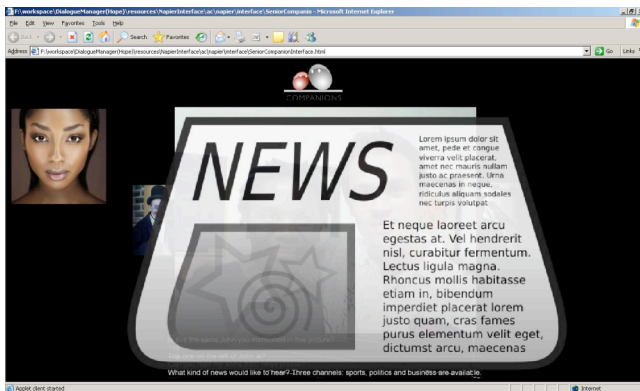 F:\workspace\DialogueManager(Hope)\resources\NapierInterface\ac\napier\interface\SeniorCompanio - Microsoft Internet Explorer
File Edit View Favorites Tools Help
Back Search Favorites
Address F:\workspace\DialogueManager(Hope)\resources\NapierInterface\ac\napier\interface\SeniorCompanionInterface.html Go Links
COMPANIONS
NEWS
Lorem ipsum dolor sit
amet, pede et congue
viverra velit placerat,
amet nec mauris nullam
justo ac praesent. Urna
maecenas in neque,
ridiculus aliquam sodales
nec turpis volutpat
Et neque laoreet arcu
egestas at. Vel hendrerit
nisl, curabitur fermentum.
Lectus ligula magna.
Rhoncus mollis habitasse
etiam in, bibendum
imperdiet placerat lorem
justo quam, cras fames
purus elementum velit eget,
dictumst arcu, maecenas
What kind of news would like to hear? Three channels: sports, politics and business are available.
Applet client started Internet